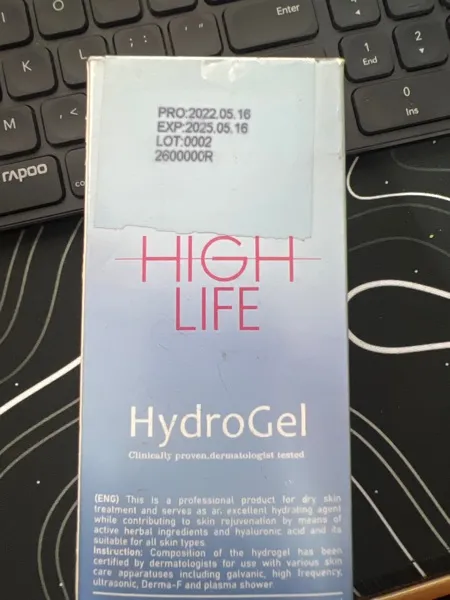 O
Enter
K
L
: ;
" '
1
End
2
M
< ,
0
Ins
rapoo
PRO:2022.05.16
EXP:2025.05.16
LOT:0002
2600000R
HIGH
LIFE
HydroGel
Clinically proven,dermatologist tested
(ENG) This is a professional product for dry skin
treatment and serves as an excellent hydrating agent
while contributing to skin rejuvenation by means of
active herbal ingredients and hyaluronic acid and its
suitable for all skin types.
Instruction: Composition of the hydrogel has been
certified by dermatologists for use with various skin
care apparatuses including galvanic, high frequency,
ultrasonic, Derma-F and plasma shower